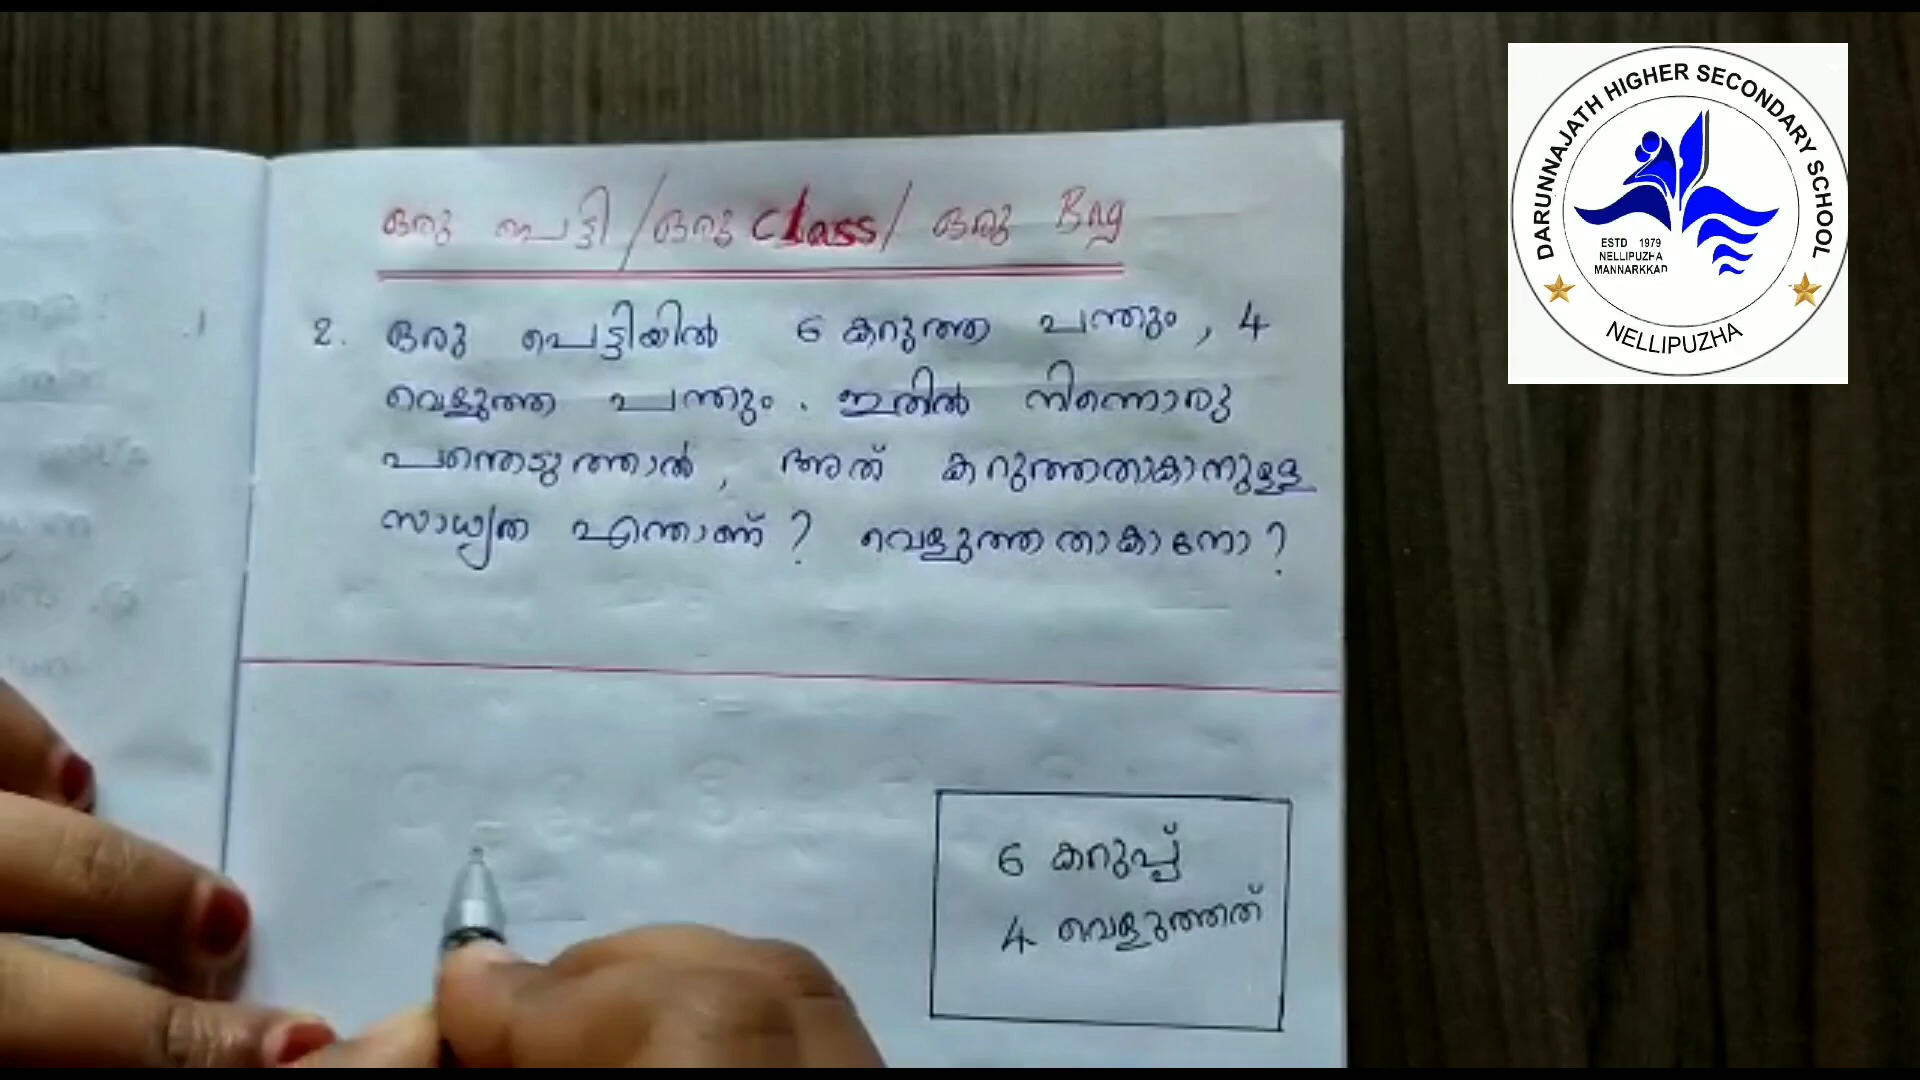 ഒരു പെട്ടി / ഒരു Class / ഒരു Bag
2. ഒരു പെട്ടിയിൽ 6 കറുത്ത പന്തും, 4
വെളുത്ത പന്തും. ഇതിൽ നിന്നൊരു
പന്തെടുത്താൽ, അത് കറുത്തതാകാനുള്ള
സാധ്യത എന്താണ്? വെളുത്തതാകാനോ?
6 കറുപ്പ്
4 വെളുത്തത്
DARUNNAJATH HIGHER SECONDARY SCHOOL
ESTD 1979
NELLIPUZHA
MANNARKKAD
NELLIPUZHA